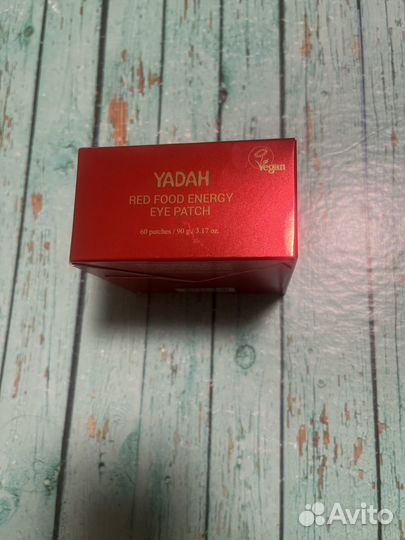 Vegan
YADAH
RED FOOD ENERGY
EYE PATCH
60 patches / 90 g / 3.17 oz.
Avito